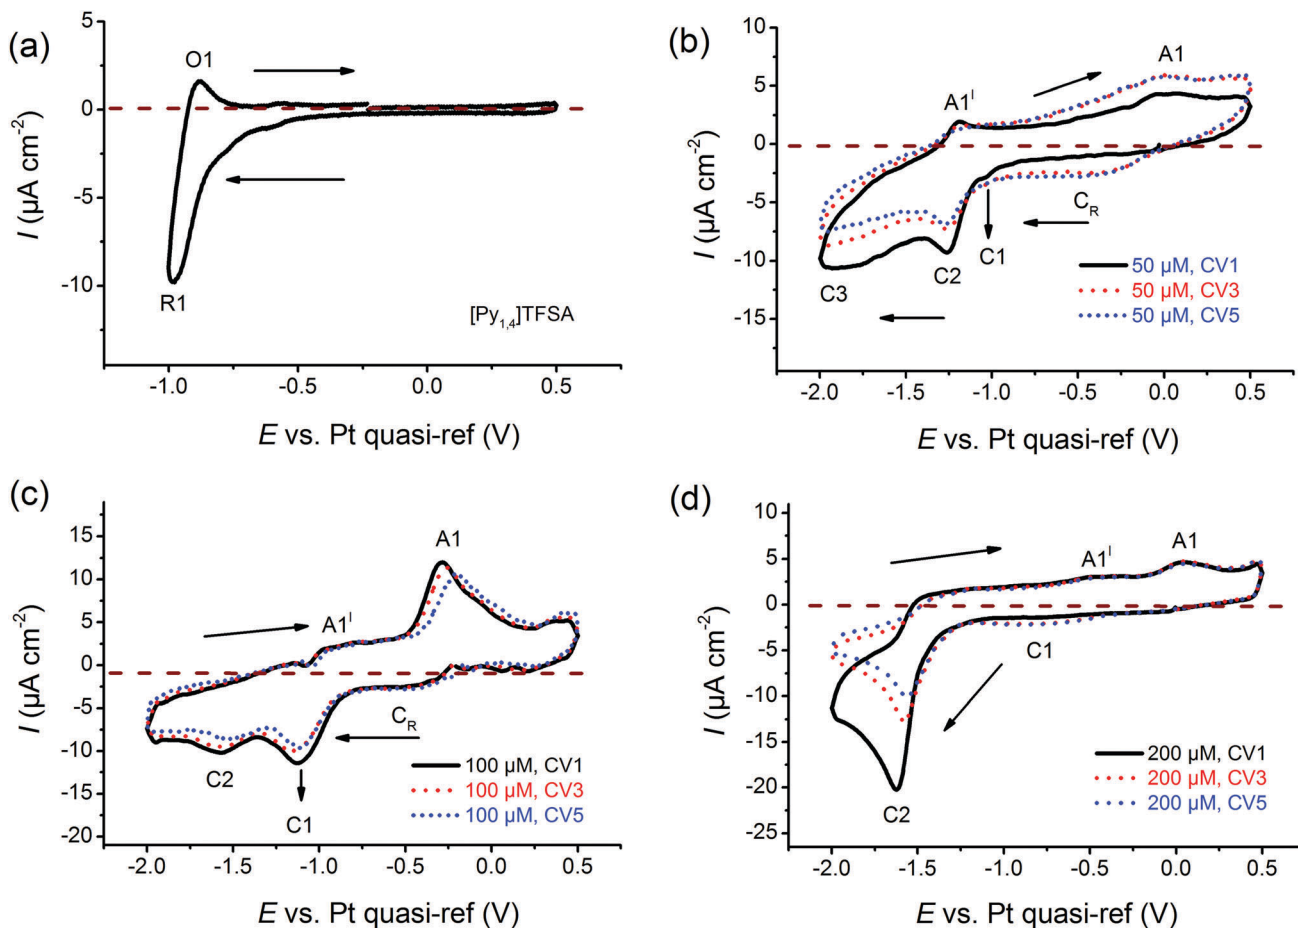 (a)
5
0
-5
-10
I (µA cm⁻²)
O1
R1
[Py₁,₄]TFSA
-1.0 -0.5 0.0 0.5
E vs. Pt quasi-ref (V)
(b)
10
5
0
-5
-10
-15
I (µA cm⁻²)
A1
A1ᴵ
C_R
C1
C2
C3
50 µM, CV1
50 µM, CV3
50 µM, CV5
-2.0 -1.5 -1.0 -0.5 0.0 0.5
E vs. Pt quasi-ref (V)
(c)
15
10
5
0
-5
-10
-15
-20
I (µA cm⁻²)
A1
A1ᴵ
C_R
C2
C1
100 µM, CV1
100 µM, CV3
100 µM, CV5
-2.0 -1.5 -1.0 -0.5 0.0 0.5
E vs. Pt quasi-ref (V)
(d)
10
5
0
-5
-10
-15
-20
-25
I (µA cm⁻²)
A1
A1ᴵ
C1
C2
200 µM, CV1
200 µM, CV3
200 µM, CV5
-2.0 -1.5 -1.0 -0.5 0.0 0.5
E vs. Pt quasi-ref (V)